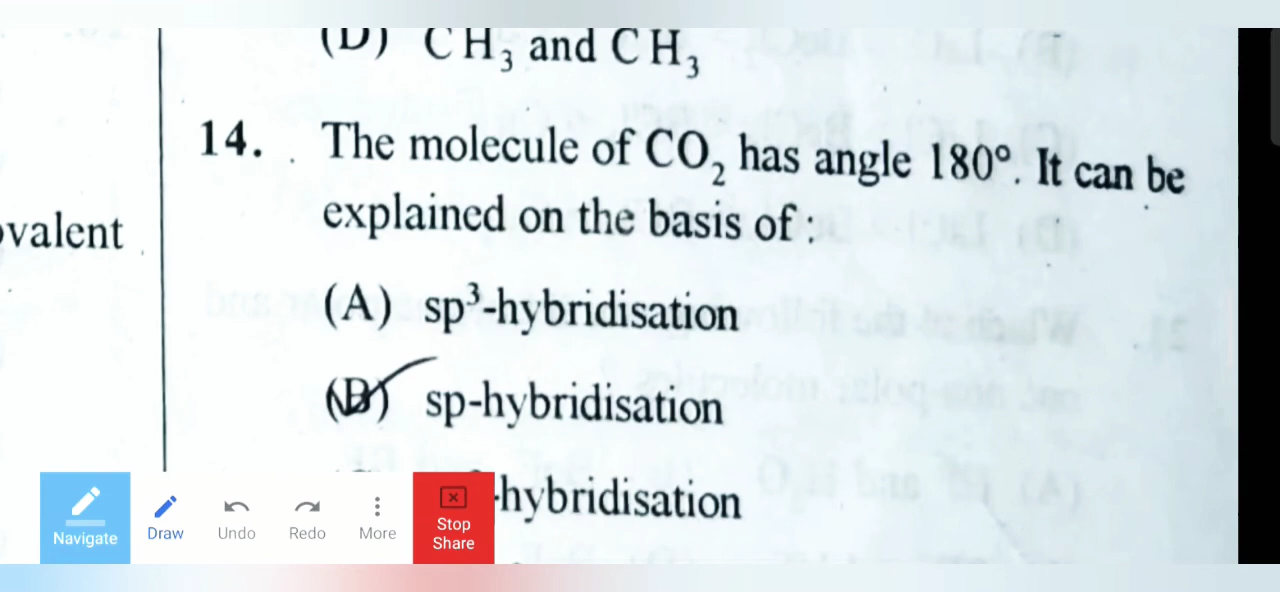 (D) CH₃ and CH₃
14. The molecule of CO₂ has angle 180°. It can be
explained on the basis of :
valent
(A) sp³-hybridisation
(B) sp-hybridisation
-hybridisation
Navigate
Draw
Undo
Redo
More
Stop
Share